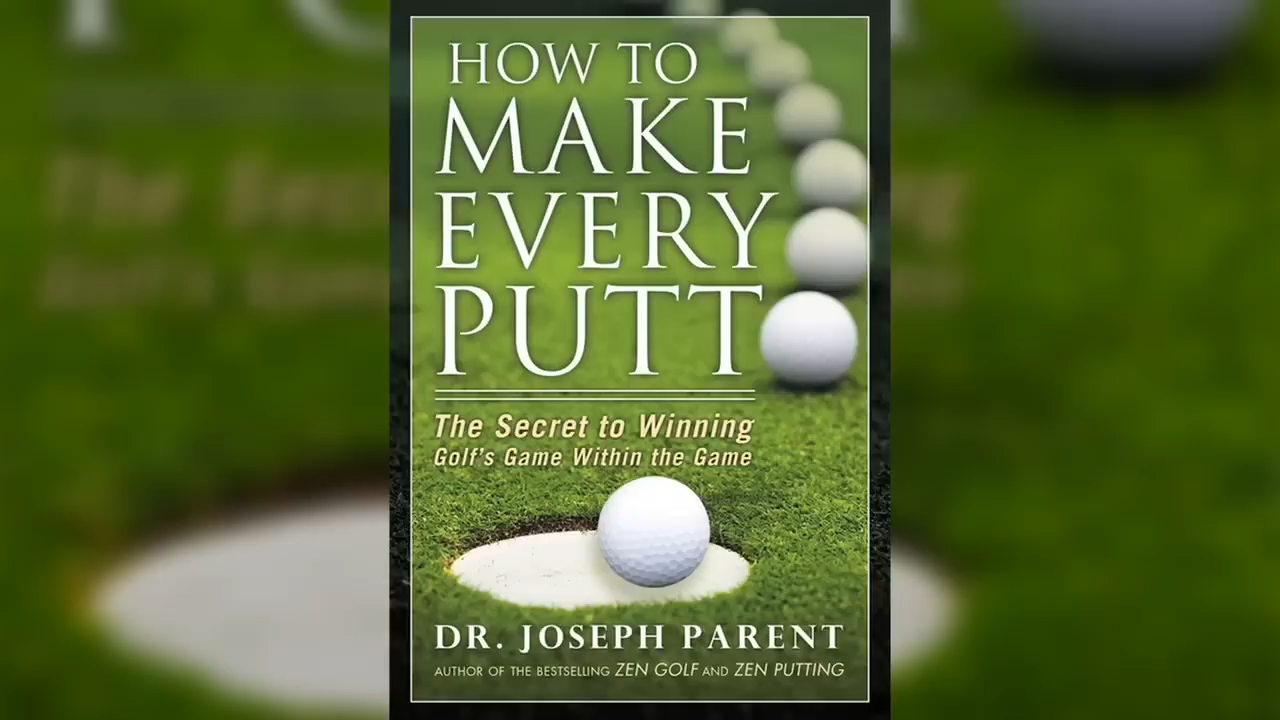 HOW TO
MAKE
EVERY
PUTT
The Secret to Winning
Golf's Game Within the Game
DR. JOSEPH PARENT
AUTHOR OF THE BESTSELLING ZEN GOLF AND ZEN PUTTING